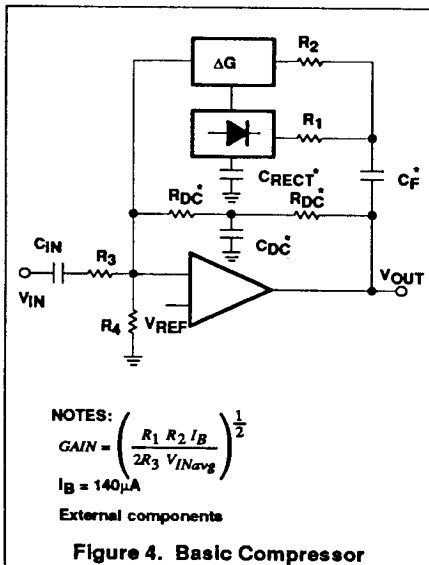 R2
ΔG
R1
CRECT*
CF*
RDC*
RDC*
CIN
R3
CDC*
VOUT
VIN
R4
VREF
NOTES:
GAIN = (R1 R2 IB / 2R3 VINavg)^1/2
IB = 140µA
External components
Figure 4. Basic Compressor